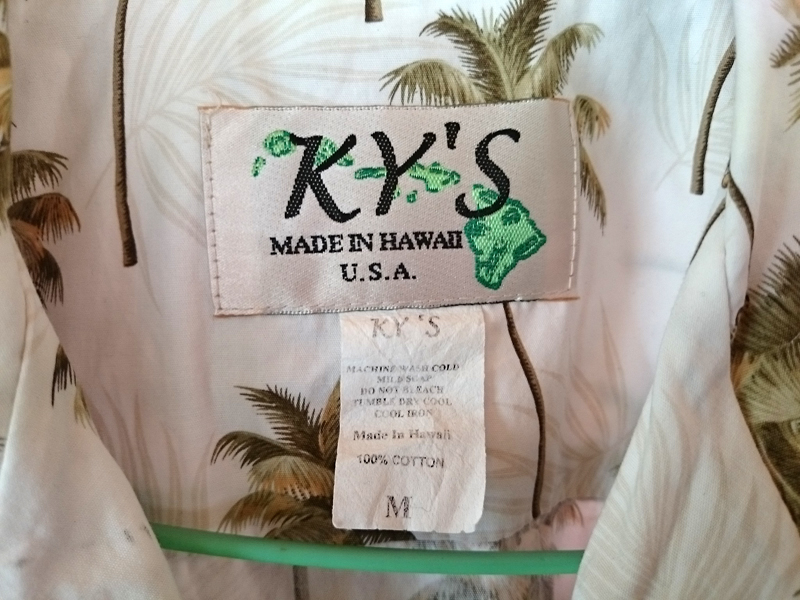 KY'S
MADE IN HAWAII
U.S.A.
KY'S
MACHINE WASH COLD
MILD SOAP
DO NOT BLEACH
TUMBLE DRY COOL
COOL IRON
Made In Hawaii
100% COTTON
M